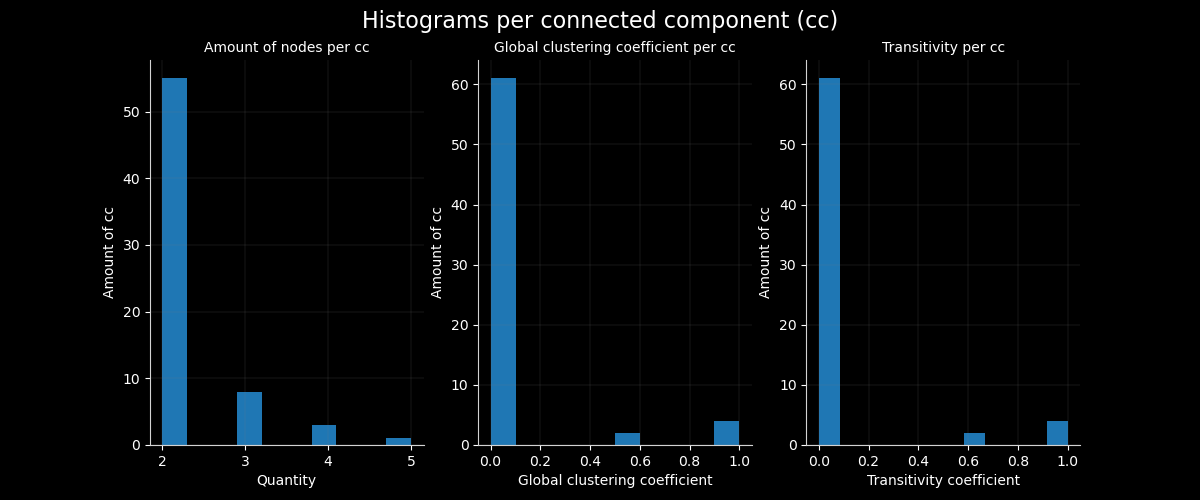 Histograms per connected component (cc)
Amount of nodes per cc
Amount of cc
50
40
30
20
10
0
2 3 4 5
Quantity
Global clustering coefficient per cc
Amount of cc
60
50
40
30
20
10
0
0.0 0.2 0.4 0.6 0.8 1.0
Global clustering coefficient
Transitivity per cc
Amount of cc
60
50
40
30
20
10
0
0.0 0.2 0.4 0.6 0.8 1.0
Transitivity coefficient